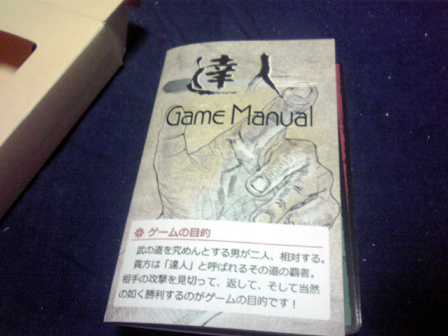 達人
Game Manual
ゲームの目的
武の道を究めんとする男が二人、相対する。
貴方は「達人」と呼ばれるその道の覇者。
相手の攻撃を見切って、返して、そして当然
の如く勝利するのがゲームの目的です!